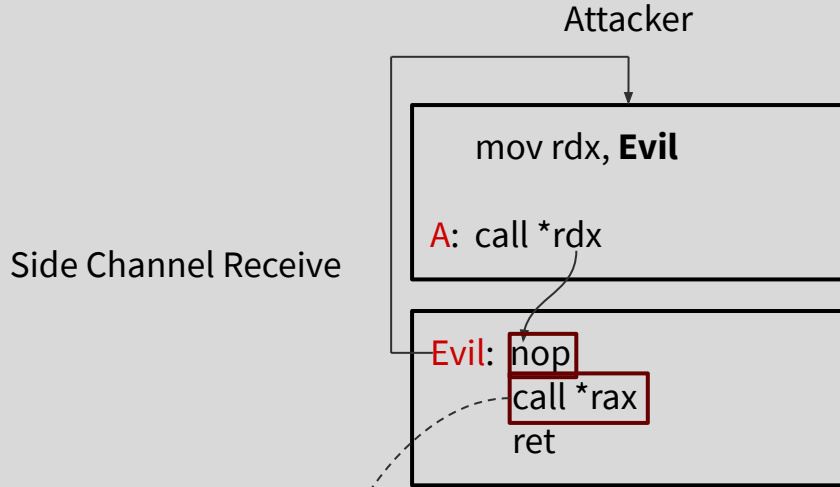 Attacker
mov rdx, Evil
A: call *rdx
Side Channel Receive
Evil: nop
call *rax
ret